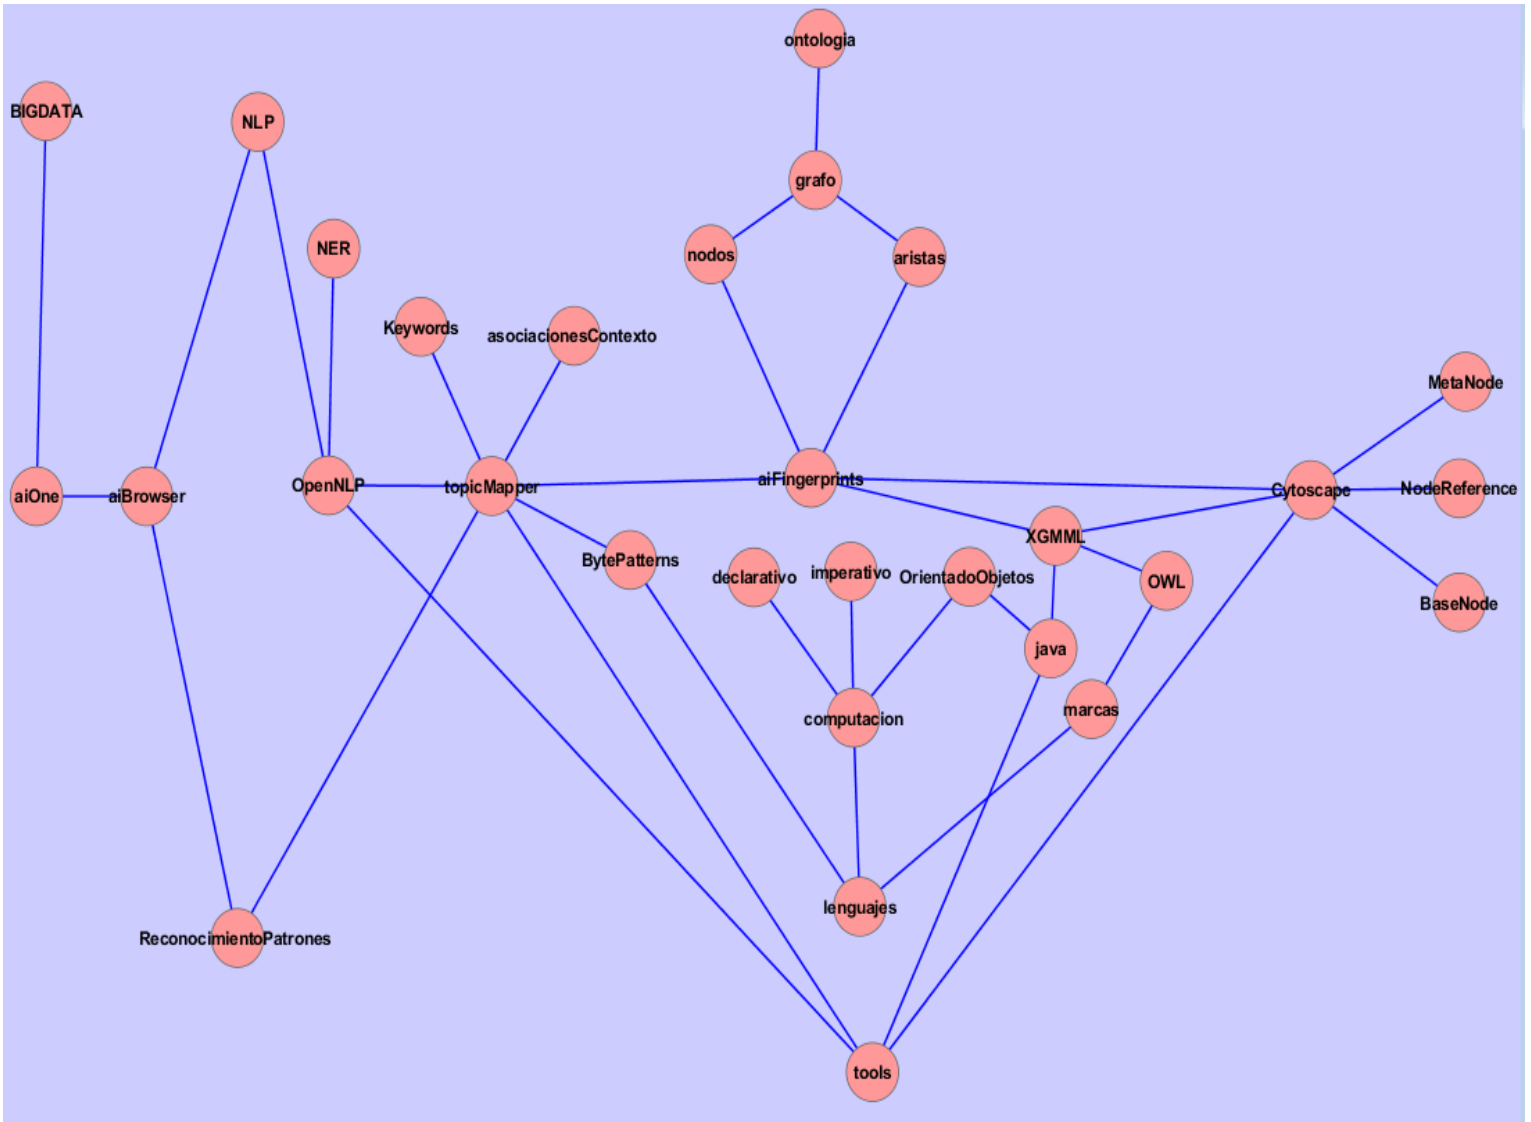 ontologia
BIGDATA
NLP
grafo
NER
nodos
aristas
Keywords
asociacionesContexto
MetaNode
aiOne
aiBrowser
OpenNLP
topicMapper
aiFingerprints
Cytoscape
NodeReference
XGMML
BytePatterns
declarativo
imperativo
OrientadoObjetos
OWL
BaseNode
java
marcas
computacion
lenguajes
ReconocimientoPatrones
tools